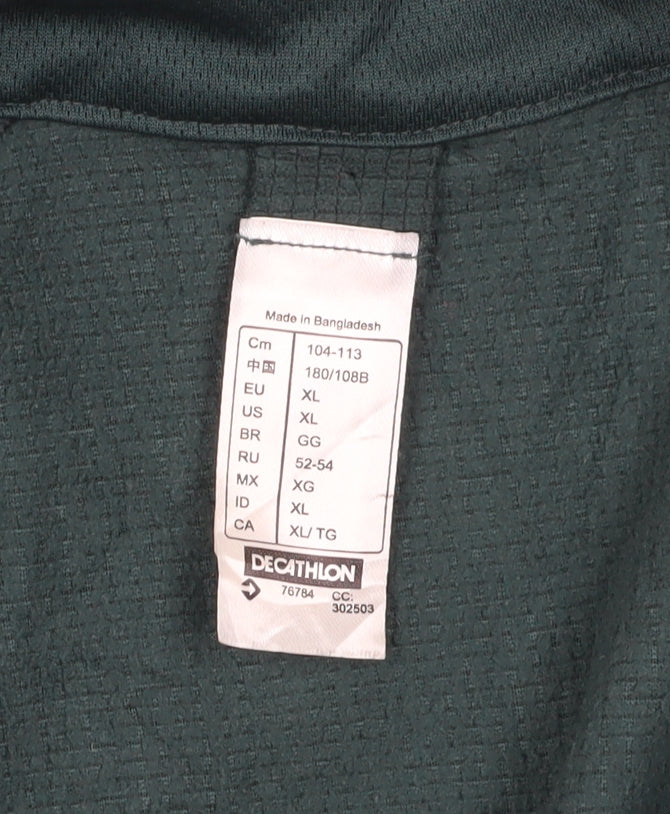 Made in Bangladesh
Cm 104-113
中国 180/108B
EU XL
US XL
BR GG
RU 52-54
MX XG
ID XL
CA XL/ TG
DECATHLON
76784 CC:
302503